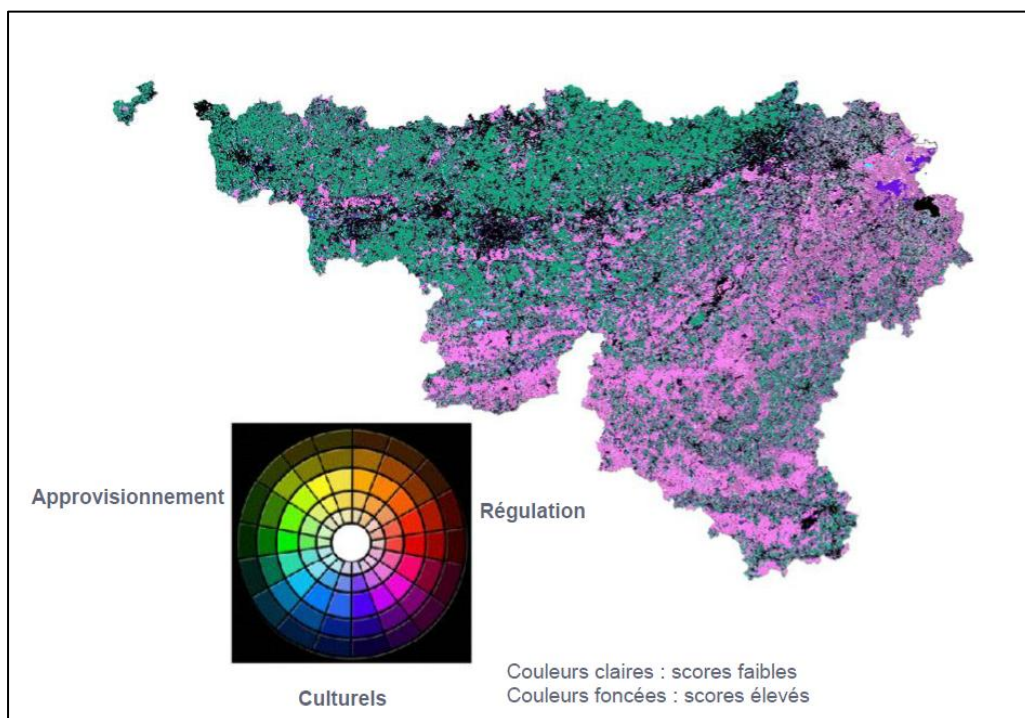 Approvisionnement
Régulation
Culturels
Couleurs claires : scores faibles
Couleurs foncées : scores élevés